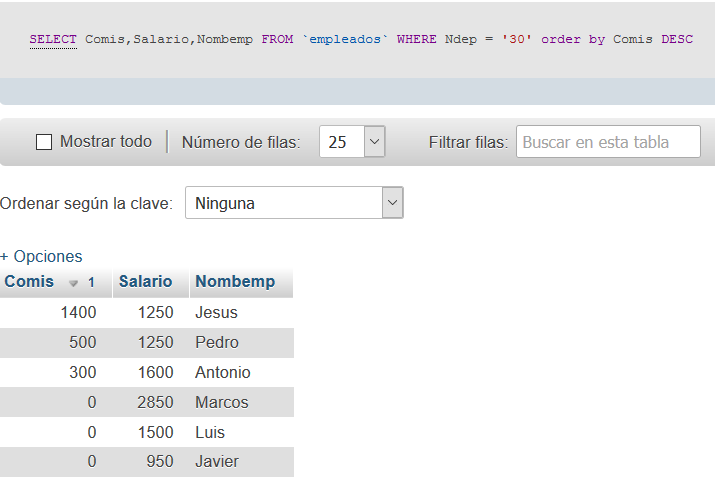 SELECT Comis,Salario,Nombemp FROM `empleados` WHERE Ndep = '30' order by Comis DESC
Mostrar todo Número de filas: 25 Filtrar filas: Buscar en esta tabla
Ordenar según la clave: Ninguna
+ Opciones
Comis 1 Salario Nombemp
1400 1250 Jesus
500 1250 Pedro
300 1600 Antonio
0 2850 Marcos
0 1500 Luis
0 950 Javier